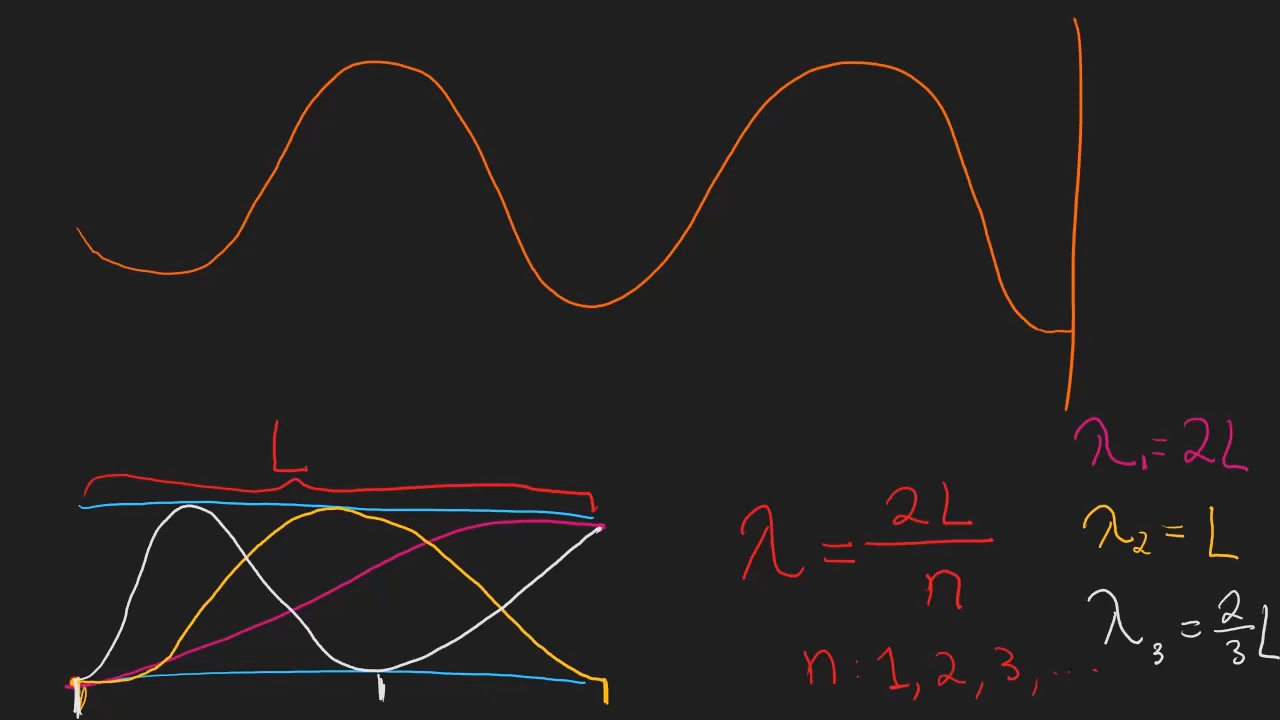 L
λ = 2L/n
n : 1, 2, 3, ...
λ₁ = 2L
λ₂ = L
λ₃ = 2/3 L